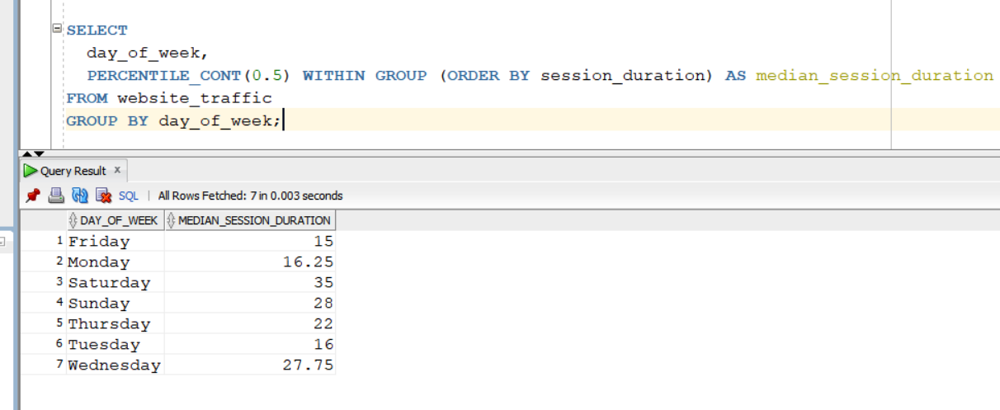 SELECT
day_of_week,
PERCENTILE_CONT(0.5) WITHIN GROUP (ORDER BY session_duration) AS median_session_duration
FROM website_traffic
GROUP BY day_of_week;
Query Result x
SQL | All Rows Fetched: 7 in 0.003 seconds
DAY_OF_WEEK MEDIAN_SESSION_DURATION
1 Friday 15
2 Monday 16.25
3 Saturday 35
4 Sunday 28
5 Thursday 22
6 Tuesday 16
7 Wednesday 27.75